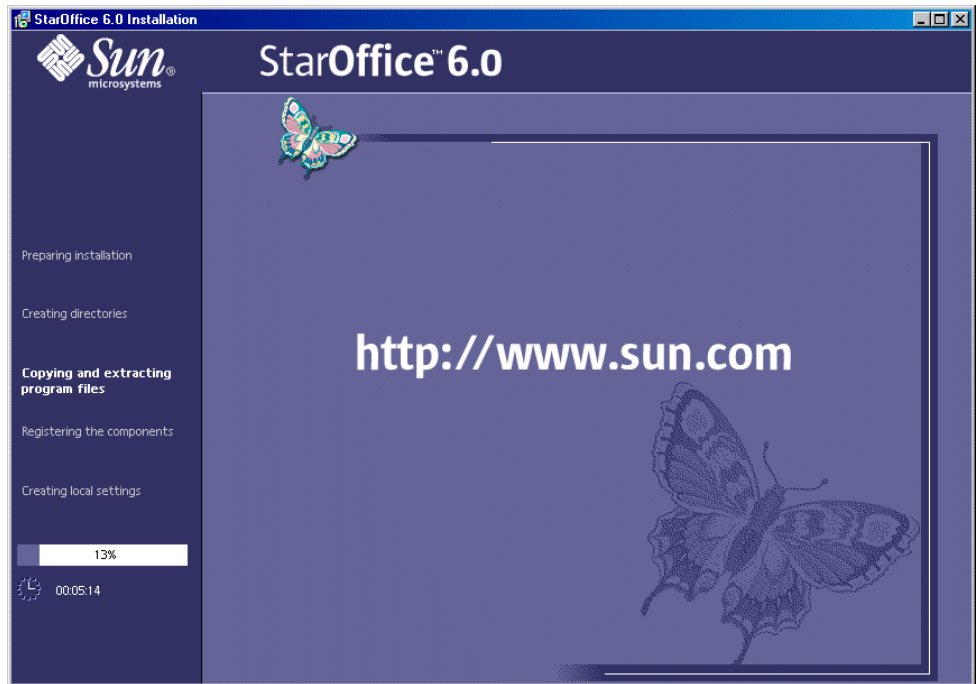 StarOffice 6.0 Installation
Sun®
microsystems
StarOffice™ 6.0
Preparing installation
Creating directories
Copying and extracting
program files
Registering the components
Creating local settings
13%
00:05:14
http://www.sun.com